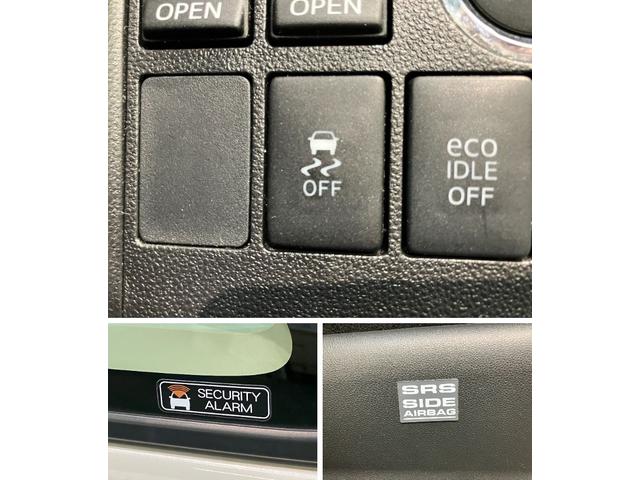 OPEN
OPEN
OFF
eco
IDLE
OFF
SECURITY
ALARM
SRS
SIDE
AIRBAG